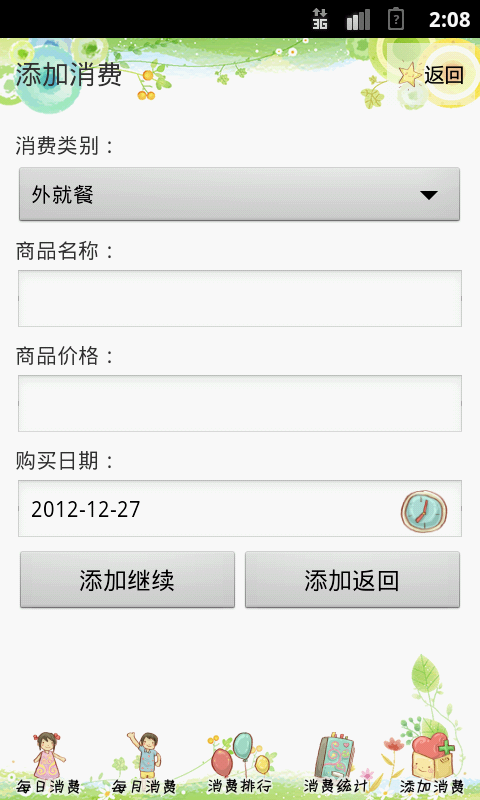 3G 2:08
添加消费 返回
消费类别：
外就餐
商品名称：
商品价格：
购买日期：
2012-12-27
添加继续 添加返回
每日消费 每月消费 消费排行 消费统计 添加消费